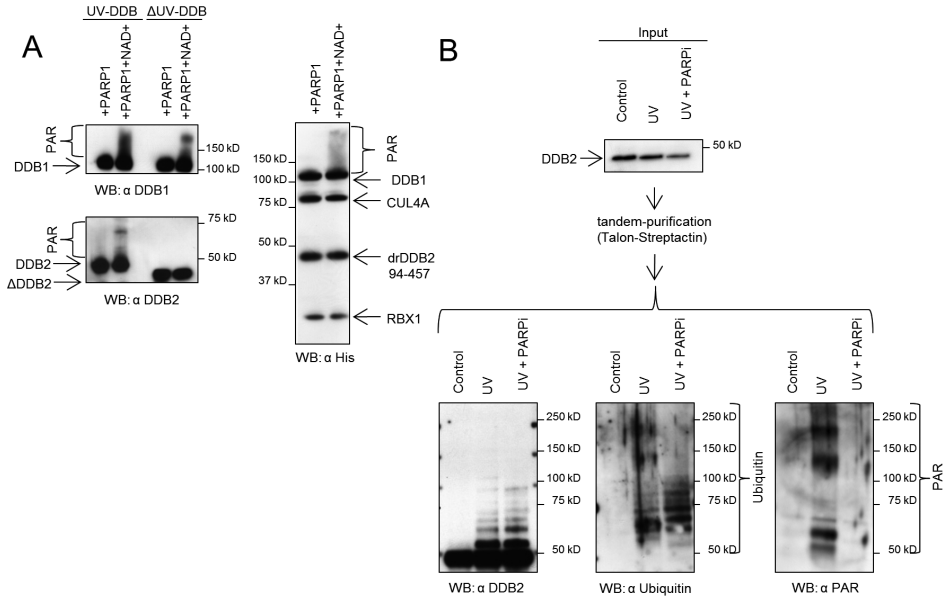 A
UV-DDB ΔUV-DDB
+PARP1
+PARP1+NAD+
+PARP1
+PARP1+NAD+
PAR
150 kD
DDB1
100 kD
WB: α DDB1
75 kD
PAR
50 kD
DDB2
ΔDDB2
WB: α DDB2
+PARP1
+PARP1+NAD+
150 kD
PAR
100 kD
DDB1
75 kD
CUL4A
50 kD
drDDB2
94-457
37 kD
RBX1
WB: α His
B
Input
Control
UV
UV + PARPi
50 kD
DDB2
tandem-purification
(Talon-Streptactin)
Control
UV
UV + PARPi
250 kD
150 kD
100 kD
75 kD
50 kD
WB: α DDB2
Control
UV
UV + PARPi
250 kD
150 kD
100 kD
75 kD
50 kD
Ubiquitin
WB: α Ubiquitin
Control
UV
UV + PARPi
250 kD
150 kD
100 kD
75 kD
50 kD
PAR
WB: α PAR